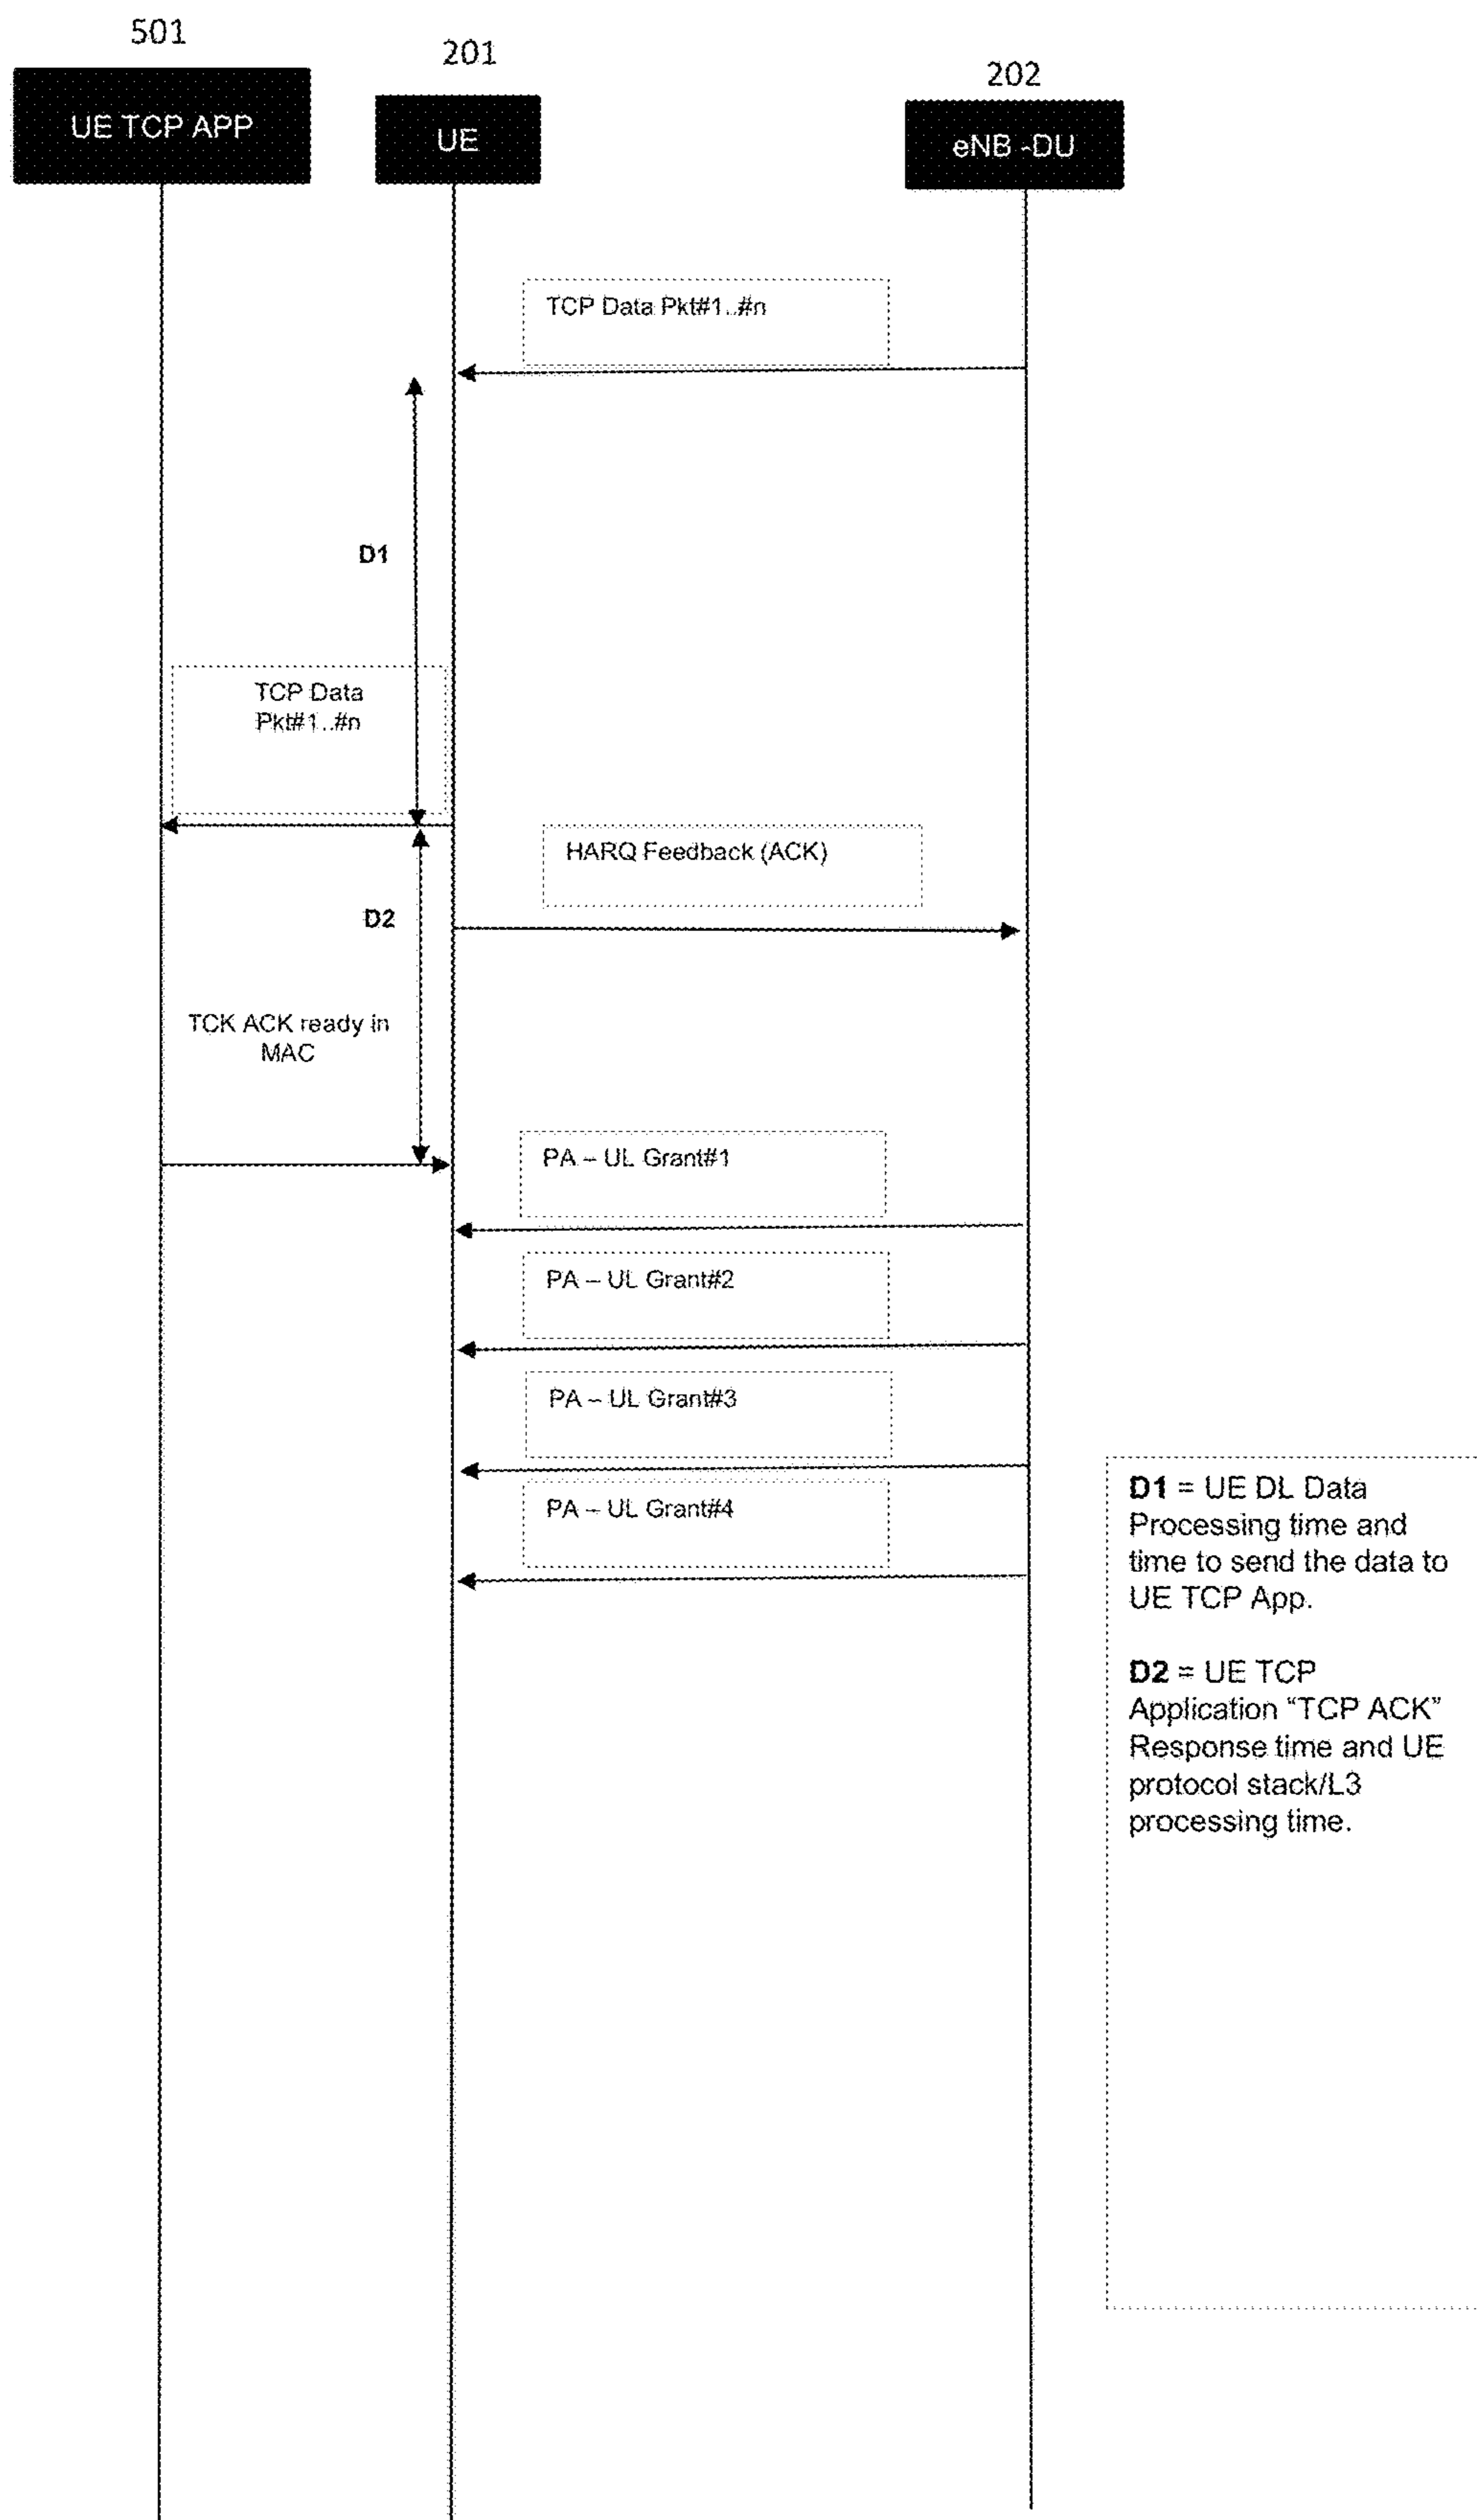 501
201
202
UE TCP APP
UE
eNB -DU
TCP Data Pkt#1..#n
D1
TCP Data
Pkt#1..#n
HARQ Feedback (ACK)
D2
TCK ACK ready in
MAC
PA – UL Grant#1
PA – UL Grant#2
PA – UL Grant#3
PA – UL Grant#4
D1 = UE DL Data
Processing time and
time to send the data to
UE TCP App.
D2 = UE TCP
Application “TCP ACK”
Response time and UE
protocol stack/L3
processing time.